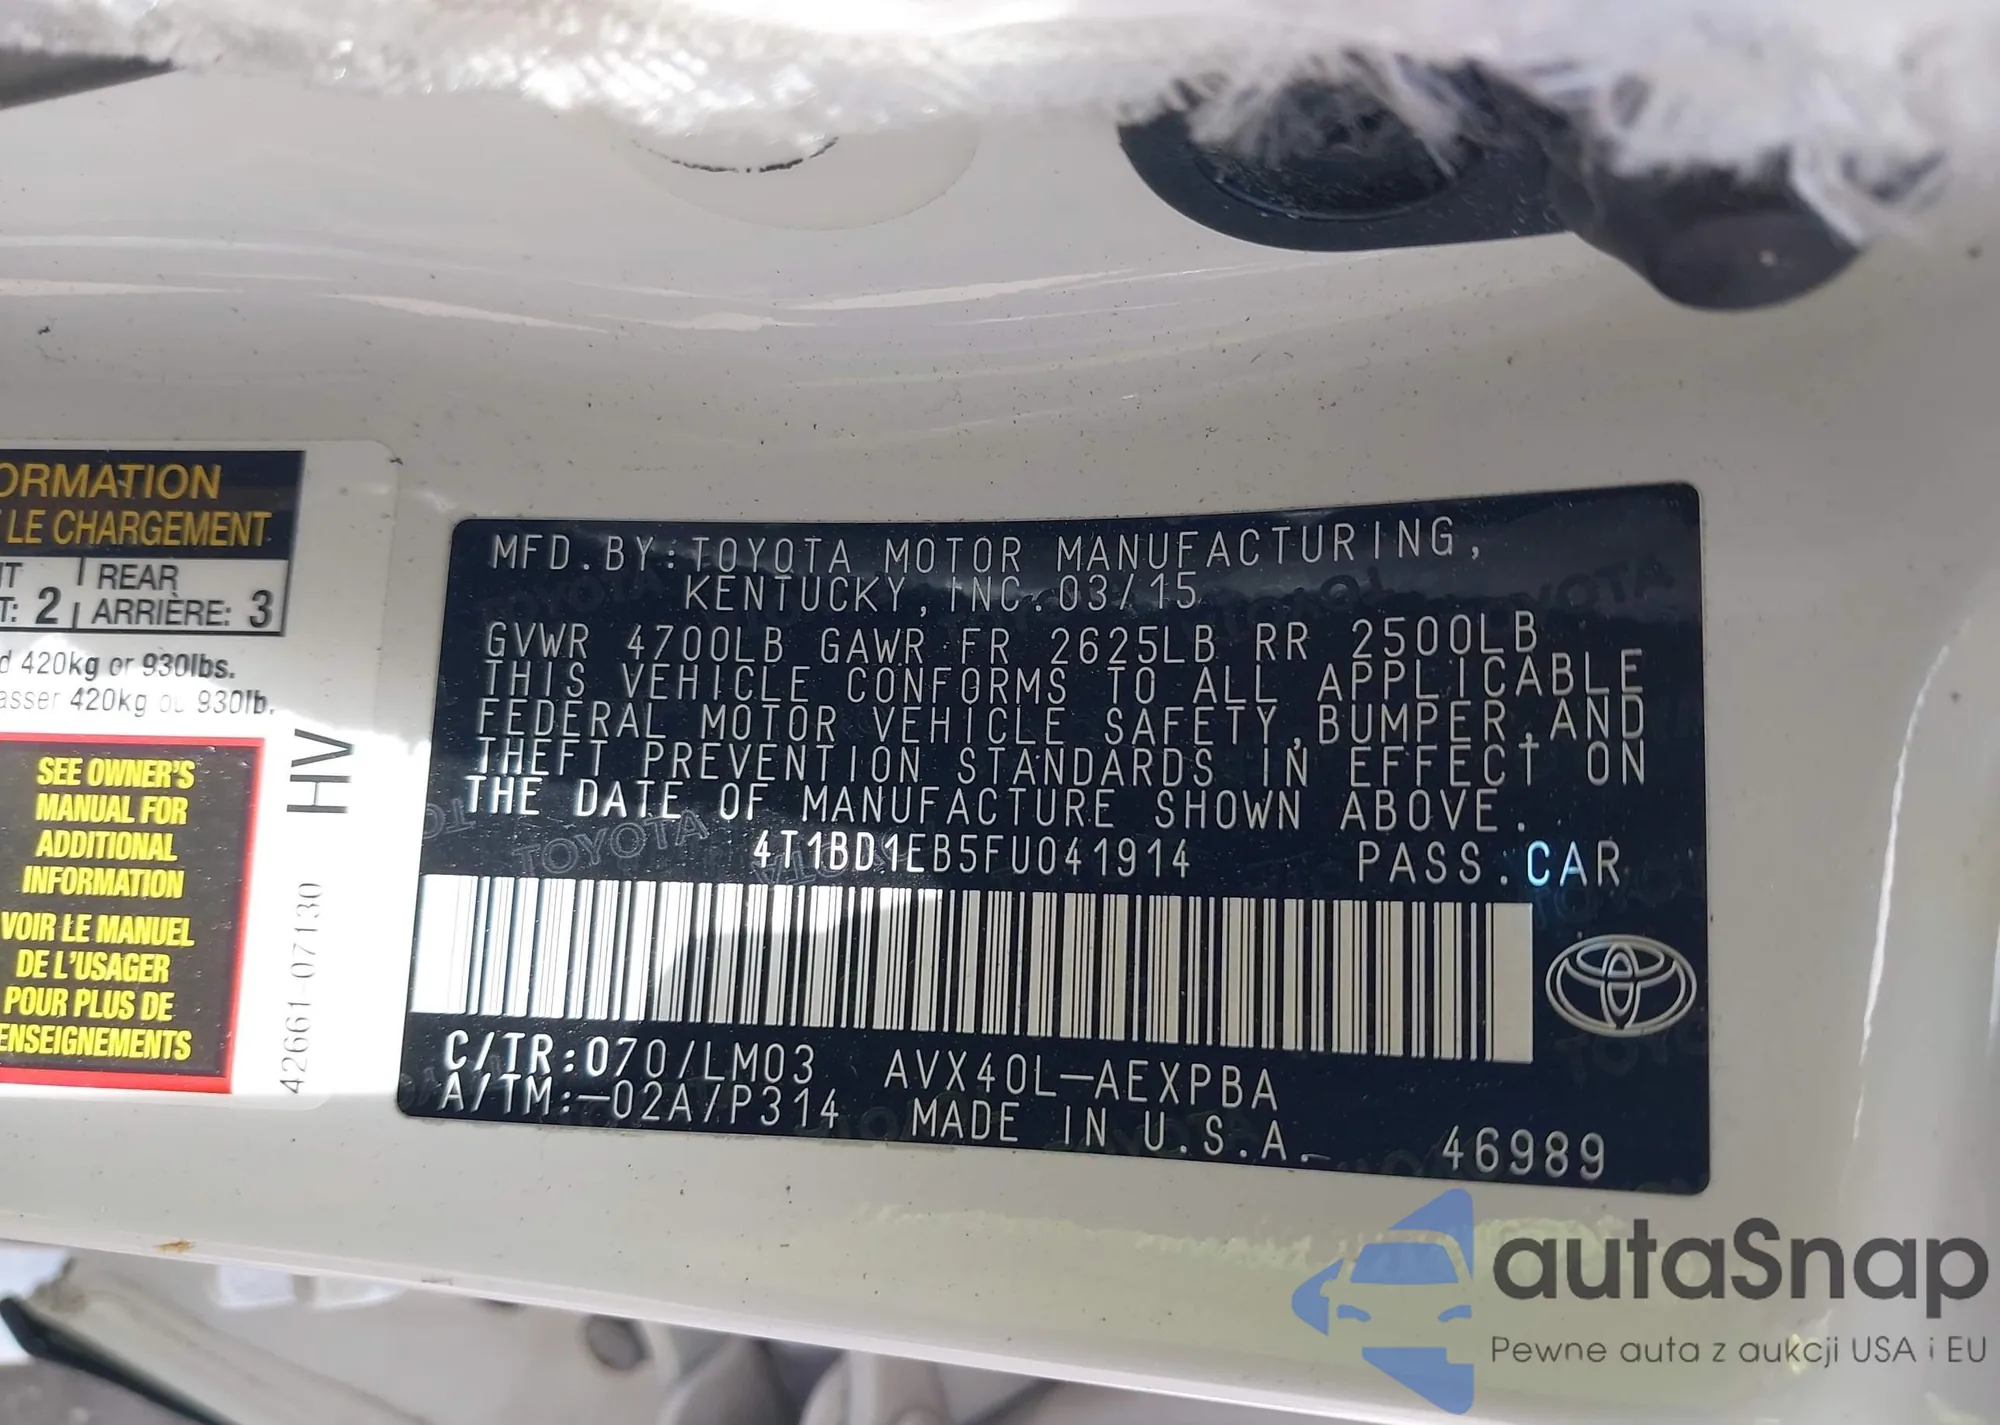 ORMATION
LE CHARGEMENT
REAR
T: 2 ARRIÈRE: 3
d 420kg or 930lbs.
asser 420kg ou 930lb.
SEE OWNER'S
MANUAL FOR
ADDITIONAL
INFORMATION
VOIR LE MANUEL
DE L'USAGER
POUR PLUS DE
ENSEIGNEMENTS
HV
42661-07130
MFD. BY: TOYOTA MOTOR MANUFACTURING,
KENTUCKY, INC. 03/15
GVWR 4700LB GAWR FR 2625LB RR 2500LB
THIS VEHICLE CONFORMS TO ALL APPLICABLE
FEDERAL MOTOR VEHICLE SAFETY, BUMPER, AND
THEFT PREVENTION STANDARDS IN EFFECT ON
THE DATE OF MANUFACTURE SHOWN ABOVE.
4T1BD1EB5FU041914 PASS. CAR
C/TR: 070/LM03 AVX40L-AEXPBA
A/TM: -02A/P314 MADE IN U.S.A. 46989
autaSnap
Pewne auta z aukcji USA i EU